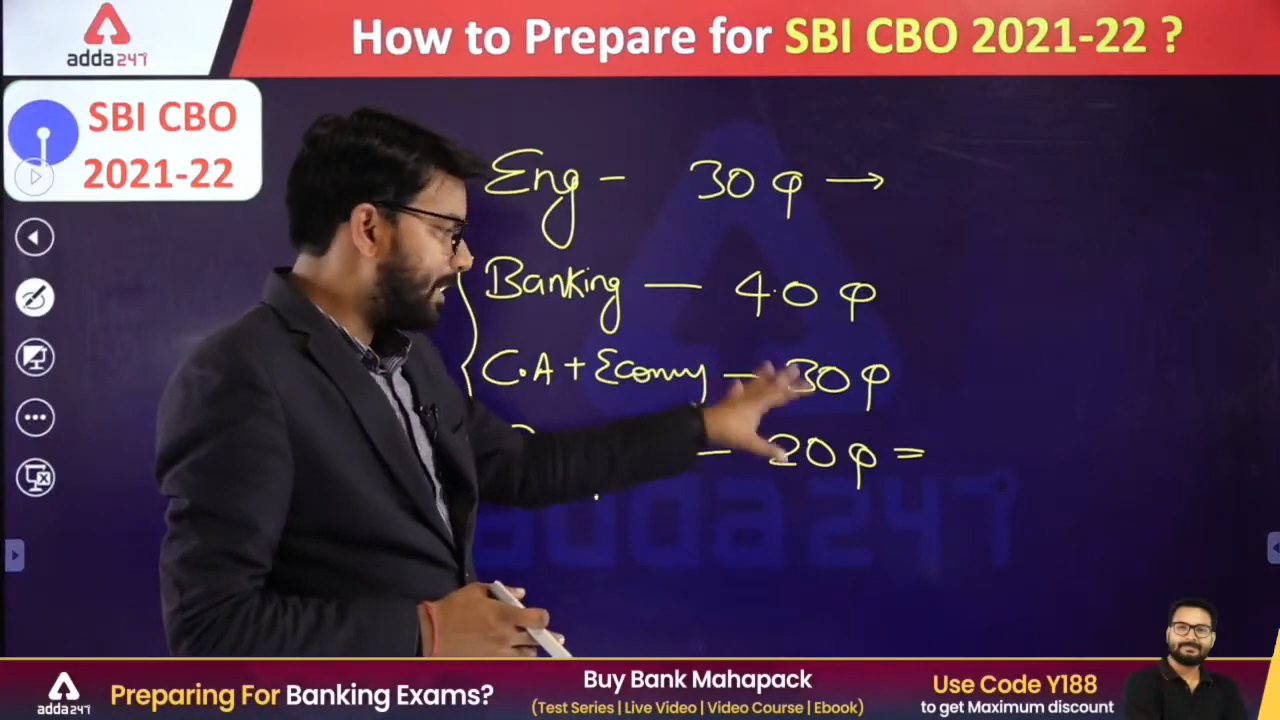 How to Prepare for SBI CBO 2021-22 ?
adda247
SBI CBO
2021-22
Eng - 30 Q →
Banking — 40 Q
C.A + Economy — 30 Q
— 20 Q =
adda247
adda247
Preparing For Banking Exams?
Buy Bank Mahapack
(Test Series | Live Video | Video Course | Ebook)
Use Code Y188
to get Maximum discount